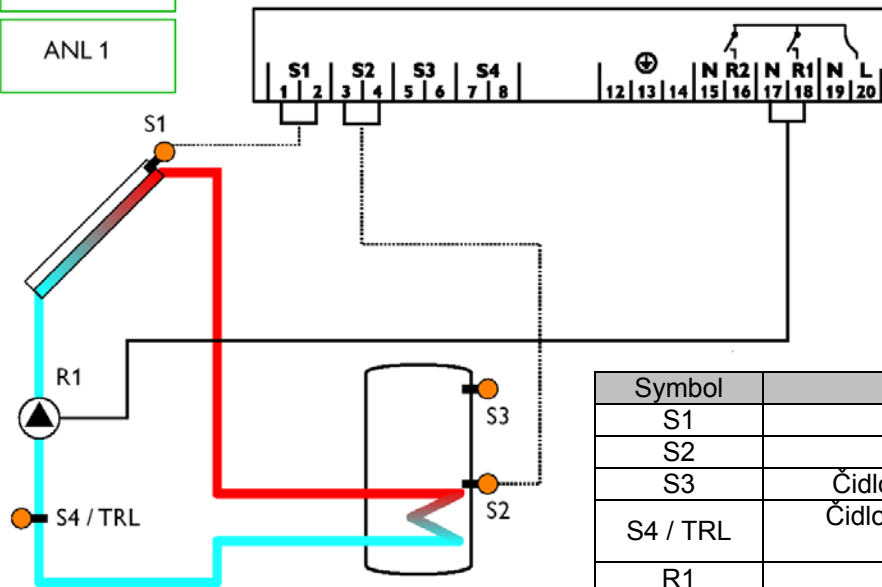 ANL 1
S1 S2 S3 S4 N R2 N R1 N L
1 2 3 4 5 6 7 8 12 13 14 15 16 17 18 19 20
S1
R1
S3
S2
S4 / TRL
Symbol
S1
S2
S3 Čidlo
S4 / TRL Čidlo
R1